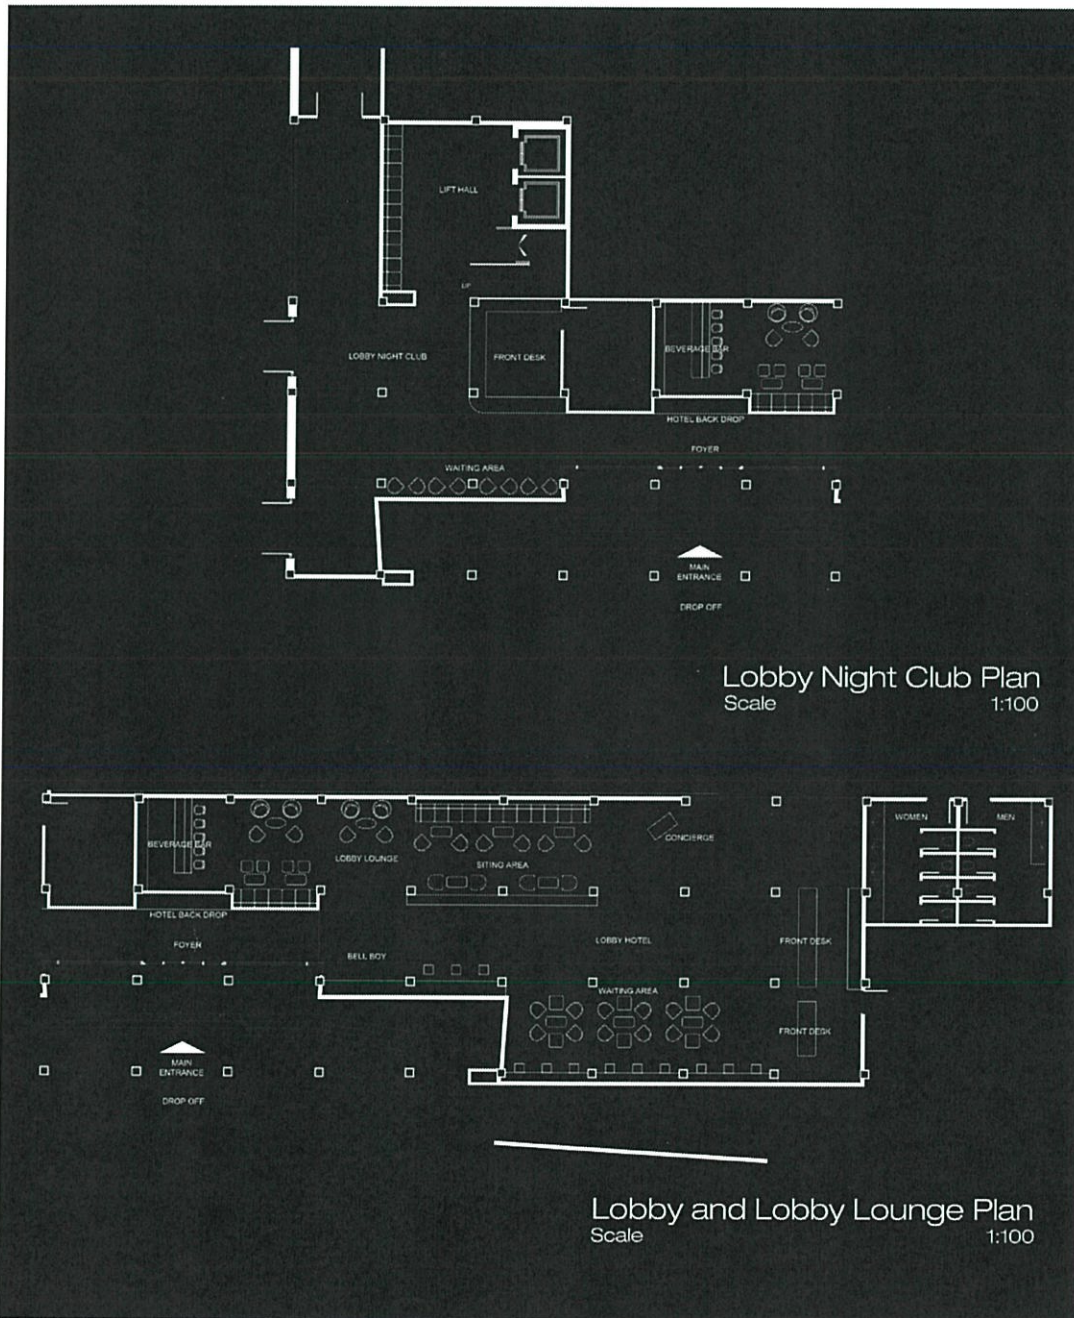 LIFT HALL
UP
LOBBY NIGHT CLUB
FRONT DESK
BEVERAGE BAR
HOTEL BACK DROP
FOYER
WAITING AREA
MAIN
ENTRANCE
DROP OFF
Lobby Night Club Plan
Scale 1:100
WOMEN
MEN
BEVERAGE BAR
LOBBY LOUNGE
SITING AREA
CONCIERGE
HOTEL BACK DROP
FOYER
BELL BOY
LOBBY HOTEL
FRONT DESK
WAITING AREA
FRONT DESK
MAIN
ENTRANCE
DROP OFF
Lobby and Lobby Lounge Plan
Scale 1:100